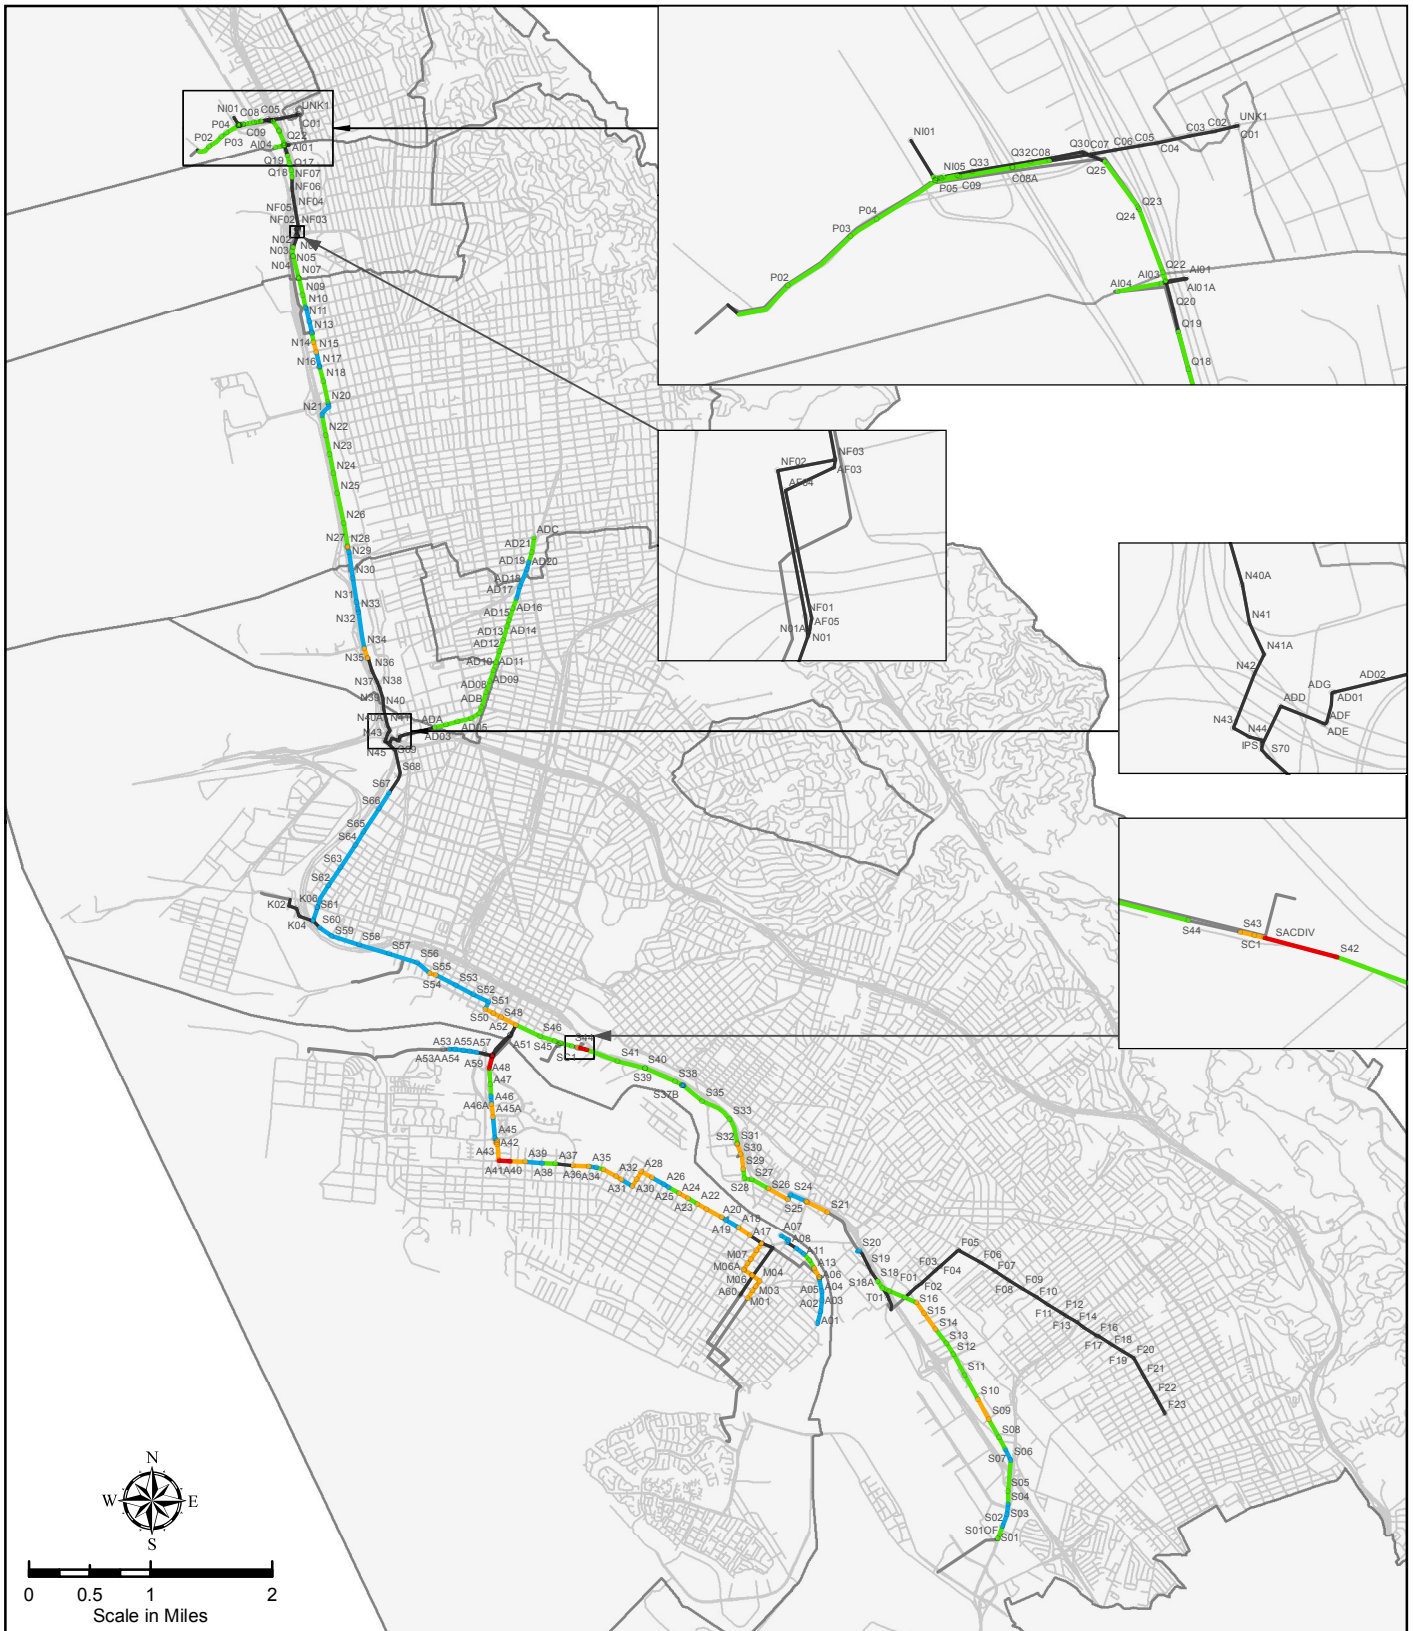 UNK1
NI01
C08
C05
C01
P04
P02
P03
C09
Q22
AI04
AI01
Q19
Q17
Q18
NF07
NF06
NF04
NF05
NF02
NF03
N02
N03
N05
N04
N07
N09
N10
N11
N13
N14
N15
N16
N17
N18
N20
N21
N22
N23
N24
N25
N26
N27
N28
N29
N30
N31
N33
N32
N34
N35
N36
N37
N38
N39
N40
N40A
N41
N43
N45
S69
S68
S67
S66
S65
S64
S63
S62
K06
S61
K02
K04
S60
S59
S58
S57
S56
S55
S54
S53
S52
S51
S50
S48
A52
A51
S46
S45
S44
SC1
S41
S40
S39
S38
S37B
S35
S33
S32
S31
S30
S29
S27
S28
S26
S24
S25
S21
S20
S19
S18
S18A
T01
F01
F02
F03
F04
F05
F06
F07
F08
F09
F10
F11
F12
F13
F14
F16
F17
F18
F19
F20
F21
F22
F23
S16
S15
S14
S13
S12
S11
S10
S09
S08
S06
S07
S05
S04
S03
S02
S01OF
S01
ADC
AD21
AD19
AD20
AD18
AD17
AD16
AD15
AD13
AD14
AD12
AD10
AD11
AD08
AD09
ADB
ADA
AD05
AD03
A53
A55
A57
A53A
A54
A59
A48
A47
A46
A46A
A45A
A45
A42
A43
A41
A40
A39
A38
A37
A36
A35
A34
A32
A31
A30
A28
A26
A25
A24
A23
A22
A20
A19
A18
A17
A07
A08
A11
A13
A06
A05
A04
A03
A02
A01
M07
M06A
M06
M04
A60
M03
M01
NI01
UNK1
C01
C02
C03
C04
C05
C06
C07
Q30
Q32
C08
Q33
NI05
C08A
C09
P05
P04
P03
P02
Q25
Q23
Q24
Q22
AI03
AI01
AI04
AI01A
Q20
Q19
Q18
NF02
NF03
AF03
AF04
NF01
AF05
N01A
N01
N40A
N41
N41A
N42
N43
N44
IPS
S70
ADD
ADG
AD01
AD02
ADF
ADE
S44
S43
SC1
SACDIV
S42
N
W
E
S
0
0.5
1
2
Scale in Miles